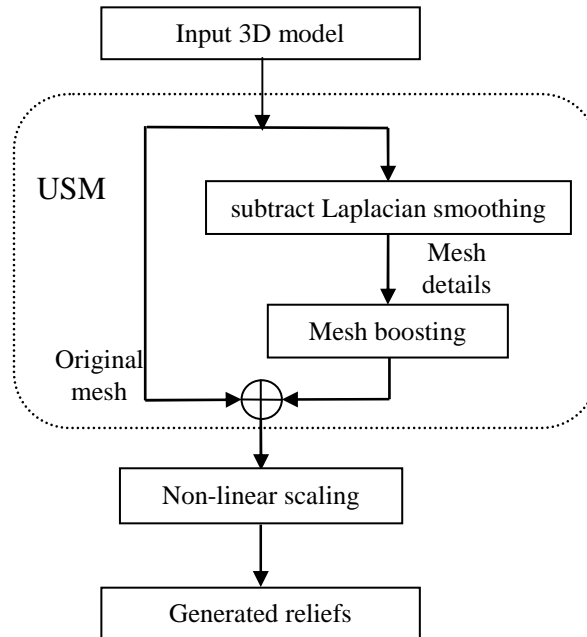 Input 3D model
USM
subtract Laplacian smoothing
Mesh
details
Mesh boosting
Original
mesh
Non-linear scaling
Generated reliefs